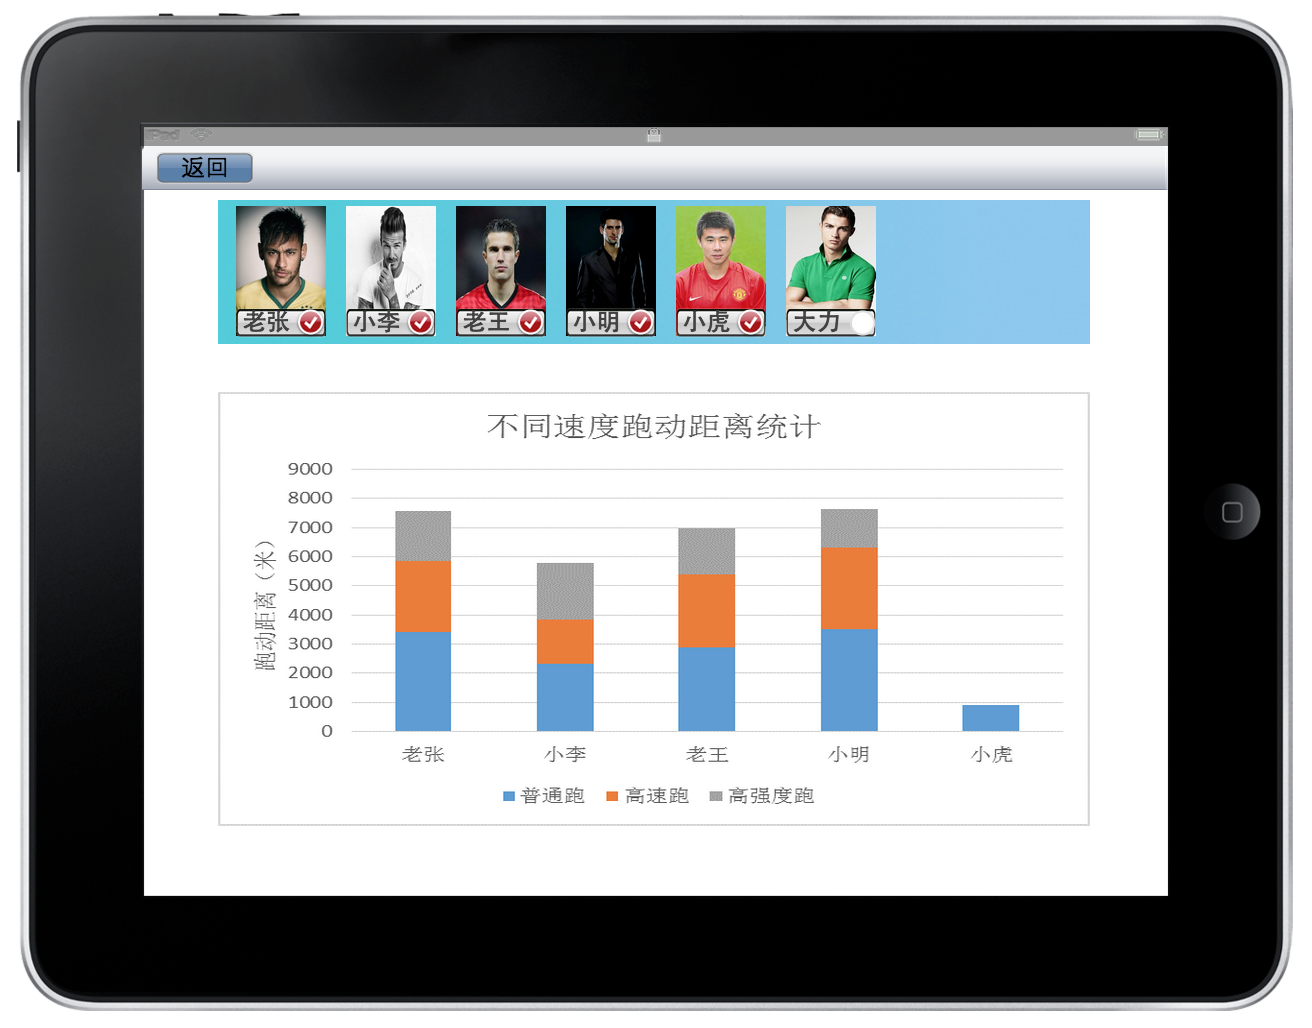 iPad
返回
老张 小李 老王 小明 小虎 大力
不同速度跑动距离统计
跑动距离（米）
9000
8000
7000
6000
5000
4000
3000
2000
1000
0
老张 小李 老王 小明 小虎
普通跑 高速跑 高强度跑